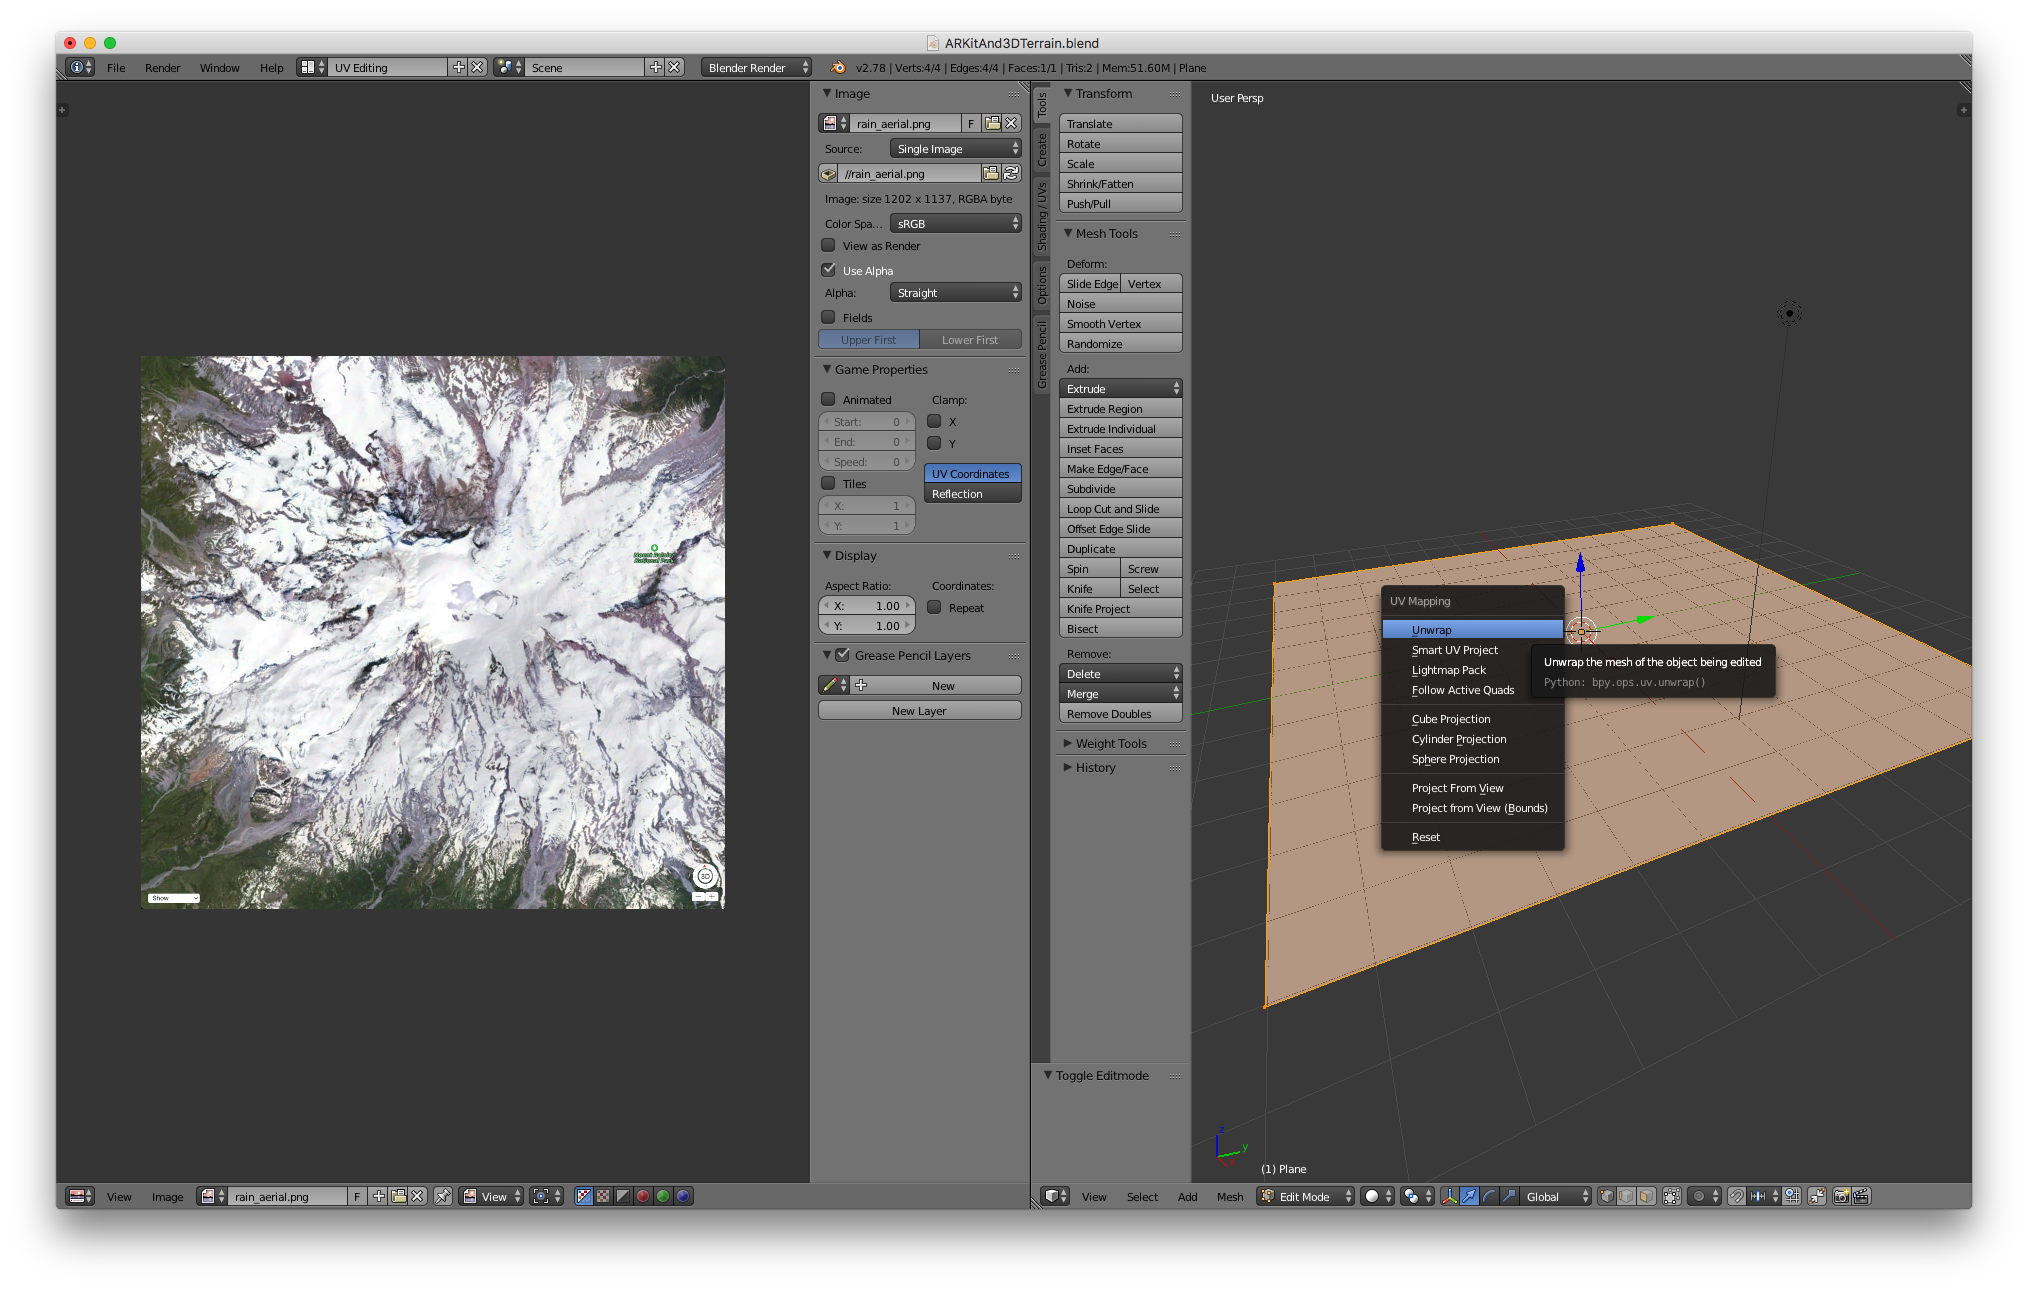 ARKitAnd3DTerrain.blend
File Render Window Help UV Editing Scene Blender Render v2.78 | Verts:4/4 | Edges:4/4 | Faces:1/1 | Tris:2 | Mem:51.60M | Plane
Image
rain_aerial.png F
Source: Single Image
//rain_aerial.png
Image: size 1202 x 1137, RGBA byte
Color Spa... sRGB
View as Render
Use Alpha
Alpha: Straight
Fields
Upper First Lower First
Game Properties
Animated Clamp:
Start: 0 X
End: 0 Y
Speed: 0
UV Coordinates
Tiles Reflection
X: 1
Y: 1
Display
Aspect Ratio: Coordinates:
X: 1.00 Repeat
Y: 1.00
Grease Pencil Layers
New
New Layer
Mount Rainier
National Park
3D
Show
Tools
Create
Shading / UVs
Options
Grease Pencil
Transform
Translate
Rotate
Scale
Shrink/Fatten
Push/Pull
Mesh Tools
Deform:
Slide Edge Vertex
Noise
Smooth Vertex
Randomize
Add:
Extrude
Extrude Region
Extrude Individual
Inset Faces
Make Edge/Face
Subdivide
Loop Cut and Slide
Offset Edge Slide
Duplicate
Spin Screw
Knife Select
Knife Project
Bisect
Remove:
Delete
Merge
Remove Doubles
Weight Tools
History
Toggle Editmode
User Persp
UV Mapping
Unwrap
Smart UV Project
Lightmap Pack
Follow Active Quads
Cube Projection
Cylinder Projection
Sphere Projection
Project From View
Project from View (Bounds)
Reset
Unwrap the mesh of the object being edited
Python: bpy.ops.uv.unwrap()
z
y
(1) Plane
View Image rain_aerial.png F View
View Select Add Mesh Edit Mode Global